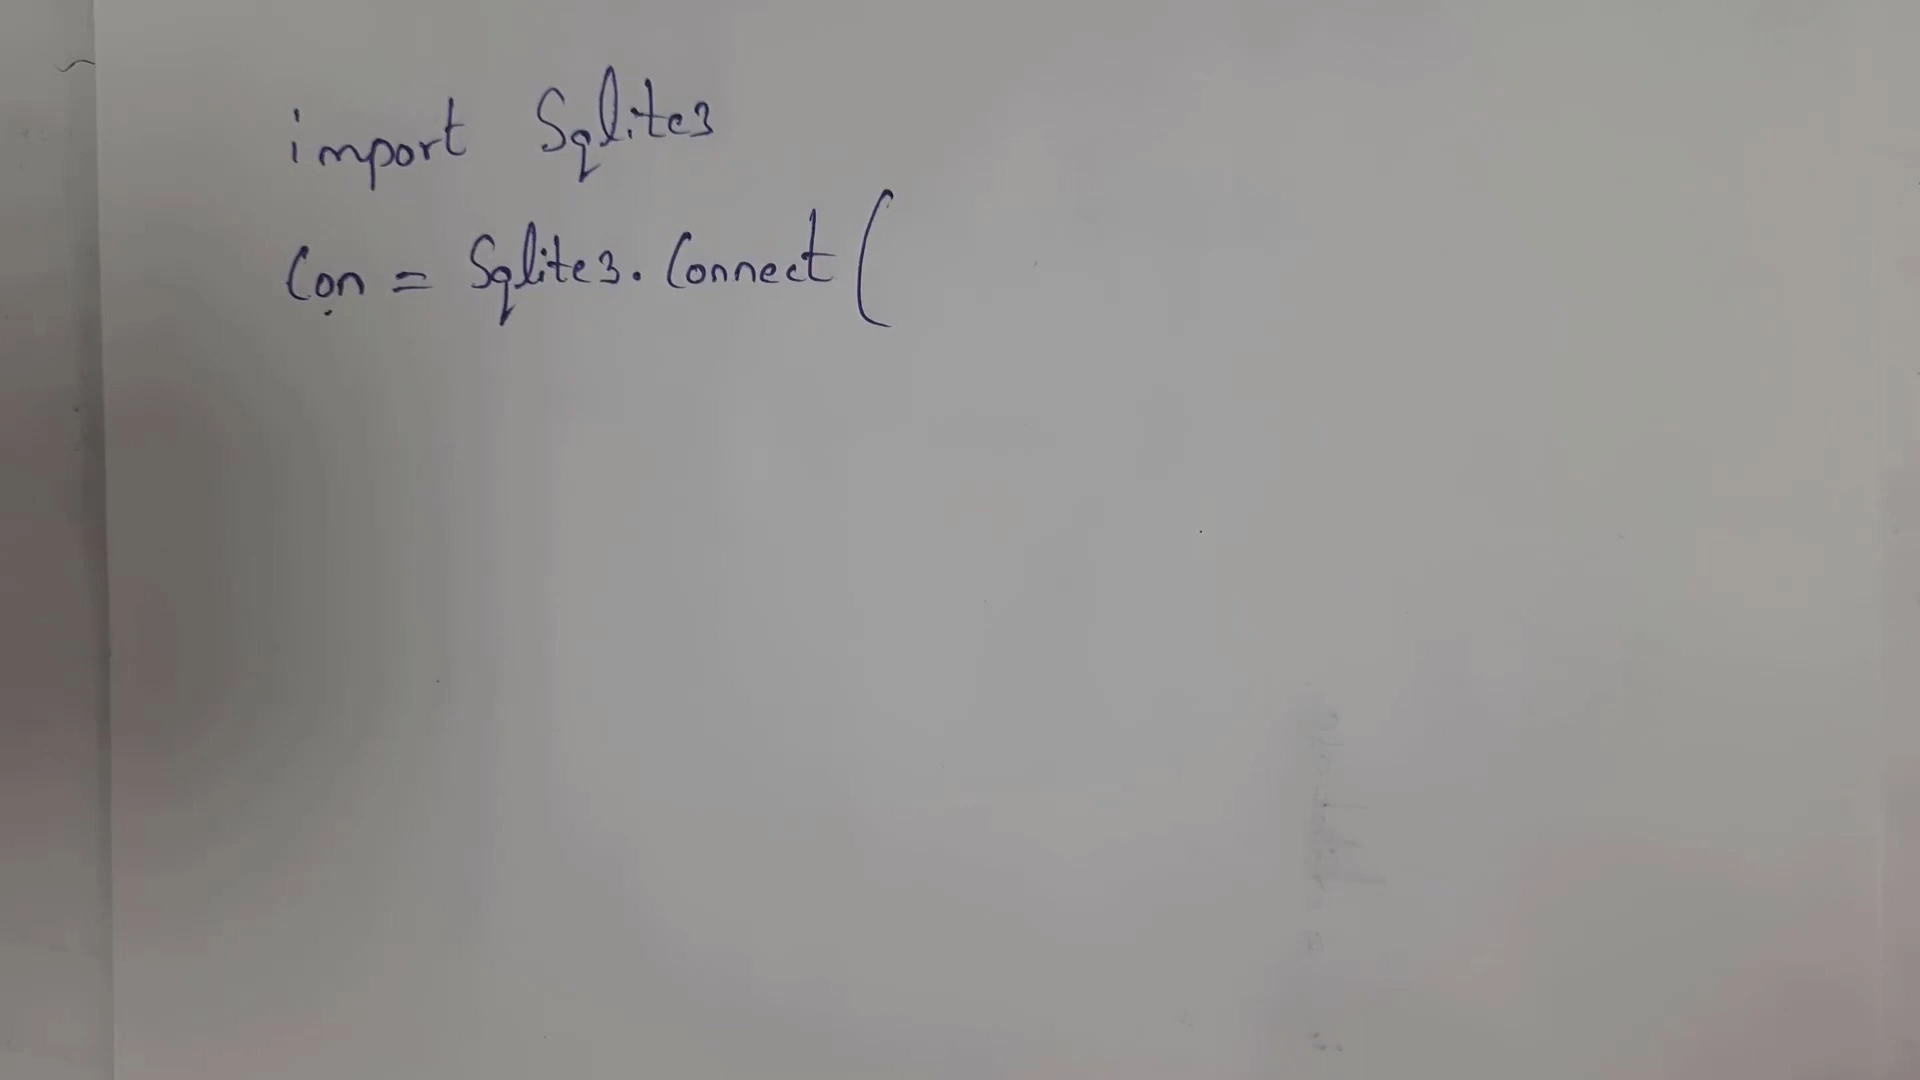 import Sqlite3
Con = Sqlite3. Connect (